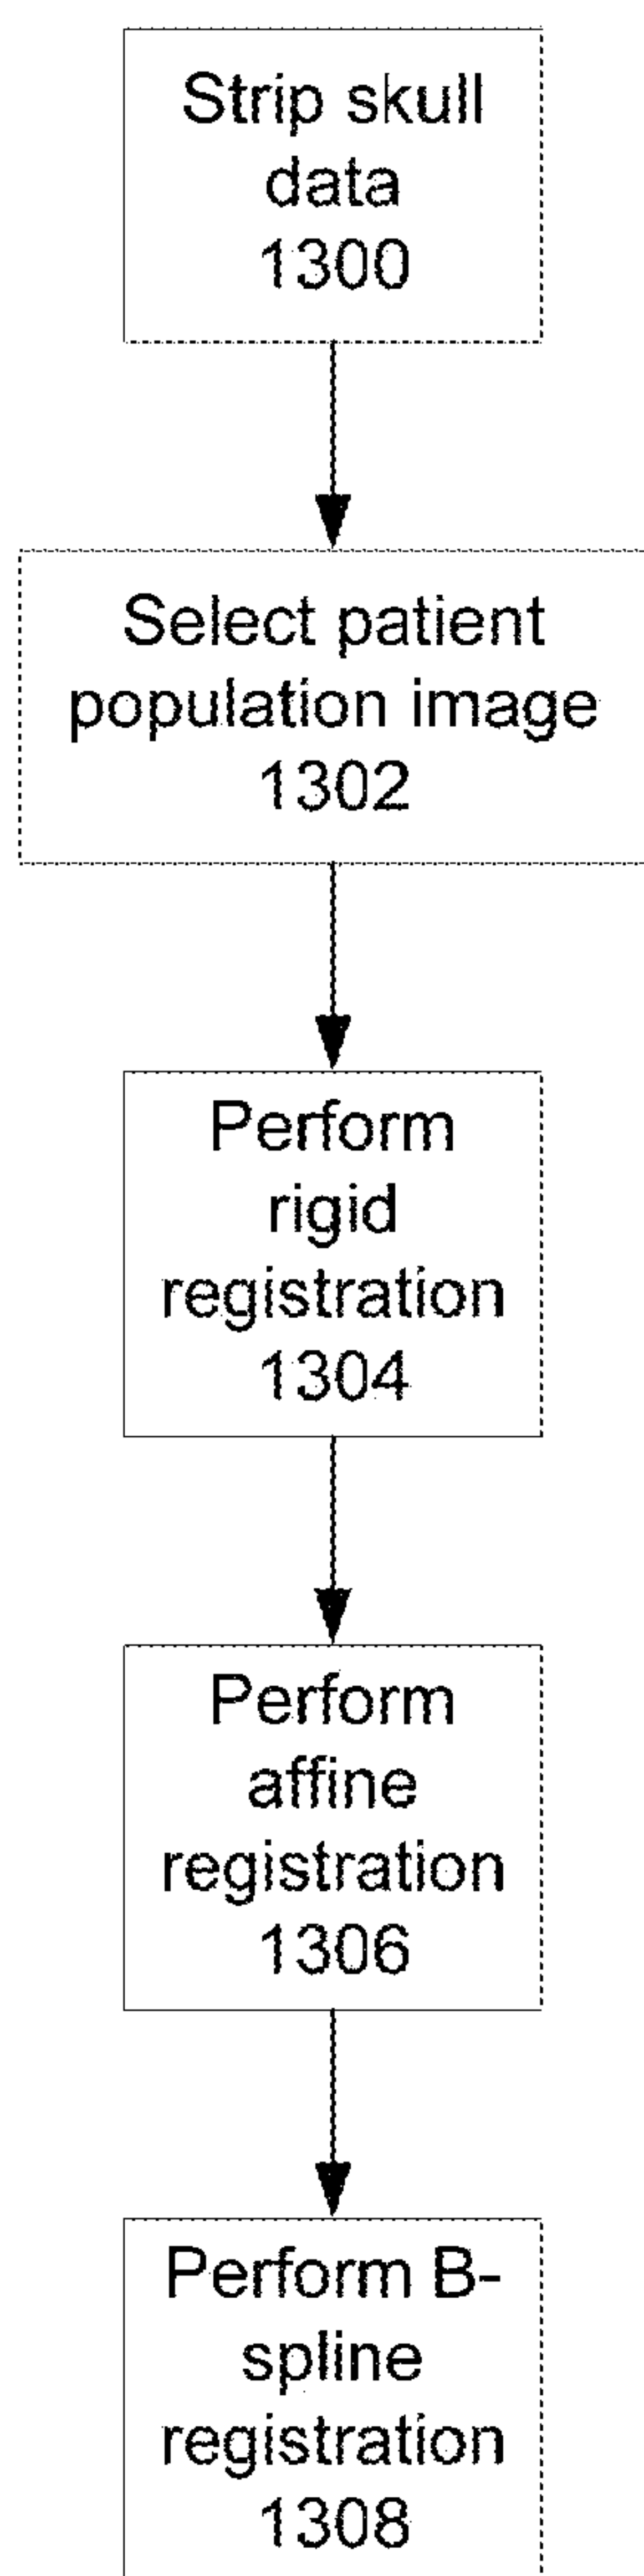 Strip skull
data
1300
Select patient
population image
1302
Perform
rigid
registration
1304
Perform
affine
registration
1306
Perform B-
spline
registration
1308